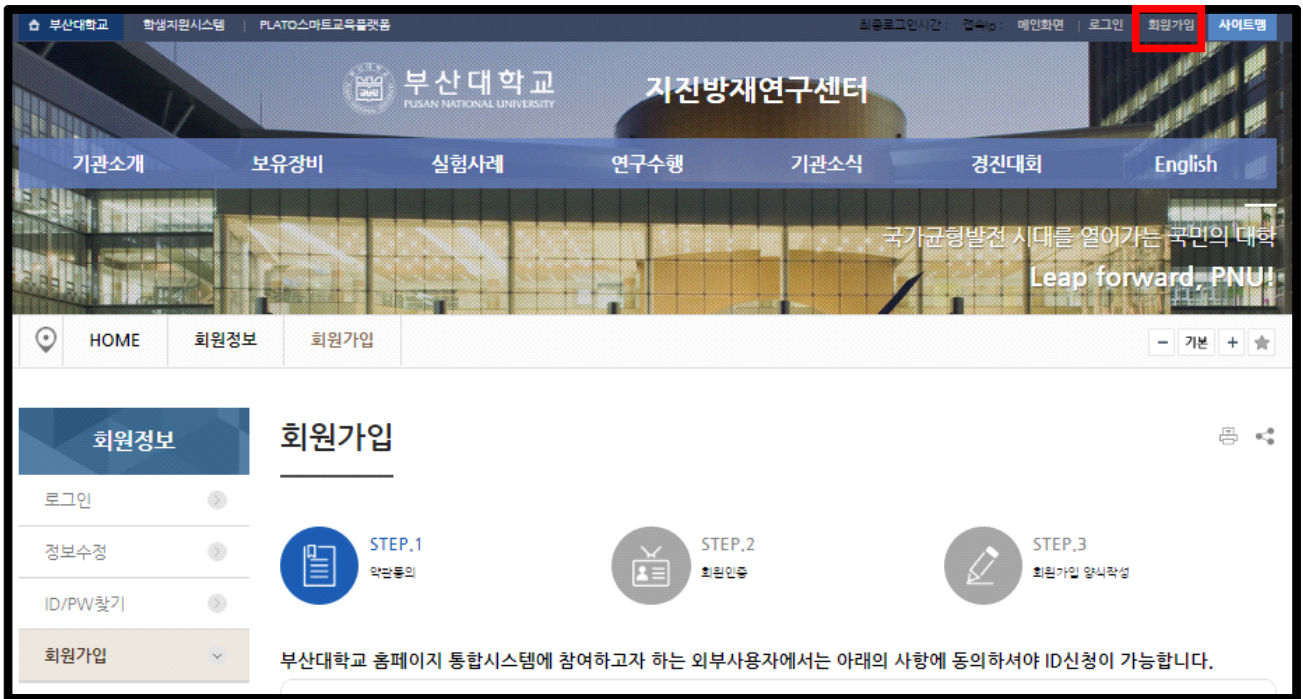 부산대학교 학생지원시스템 | PLATO스마트교육플랫폼 최종로그인시간 : 접속Ip : 메인화면 | 로그인 회원가입 사이트맵
부산대학교 지진방재연구센터
PUSAN NATIONAL UNIVERSITY
기관소개 보유장비 실험사례 연구수행 기관소식 경진대회 English
국가균형발전 시대를 열어가는 국민의 대학
Leap forward, PNU!
HOME 회원정보 회원가입 - 기본 +
회원정보
로그인
정보수정
ID/PW찾기
회원가입
회원가입
STEP.1
약관동의
STEP.2
회원인증
STEP.3
회원가입 양식작성
부산대학교 홈페이지 통합시스템에 참여하고자 하는 외부사용자에서는 아래의 사항에 동의하셔야 ID신청이 가능합니다.